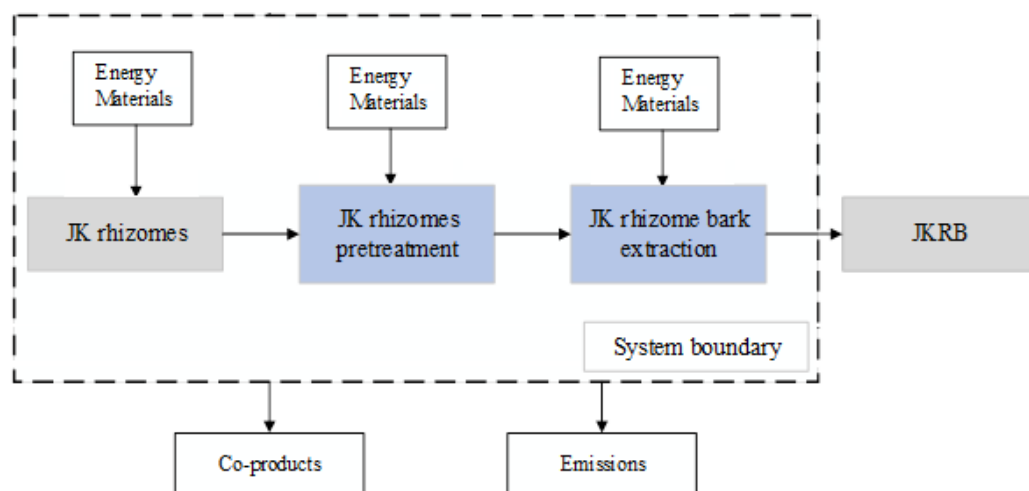 Energy
Materials
Energy
Materials
Energy
Materials
JK rhizomes
JK rhizomes
pretreatment
JK rhizome bark
extraction
JKRB
System boundary
Co-products
Emissions